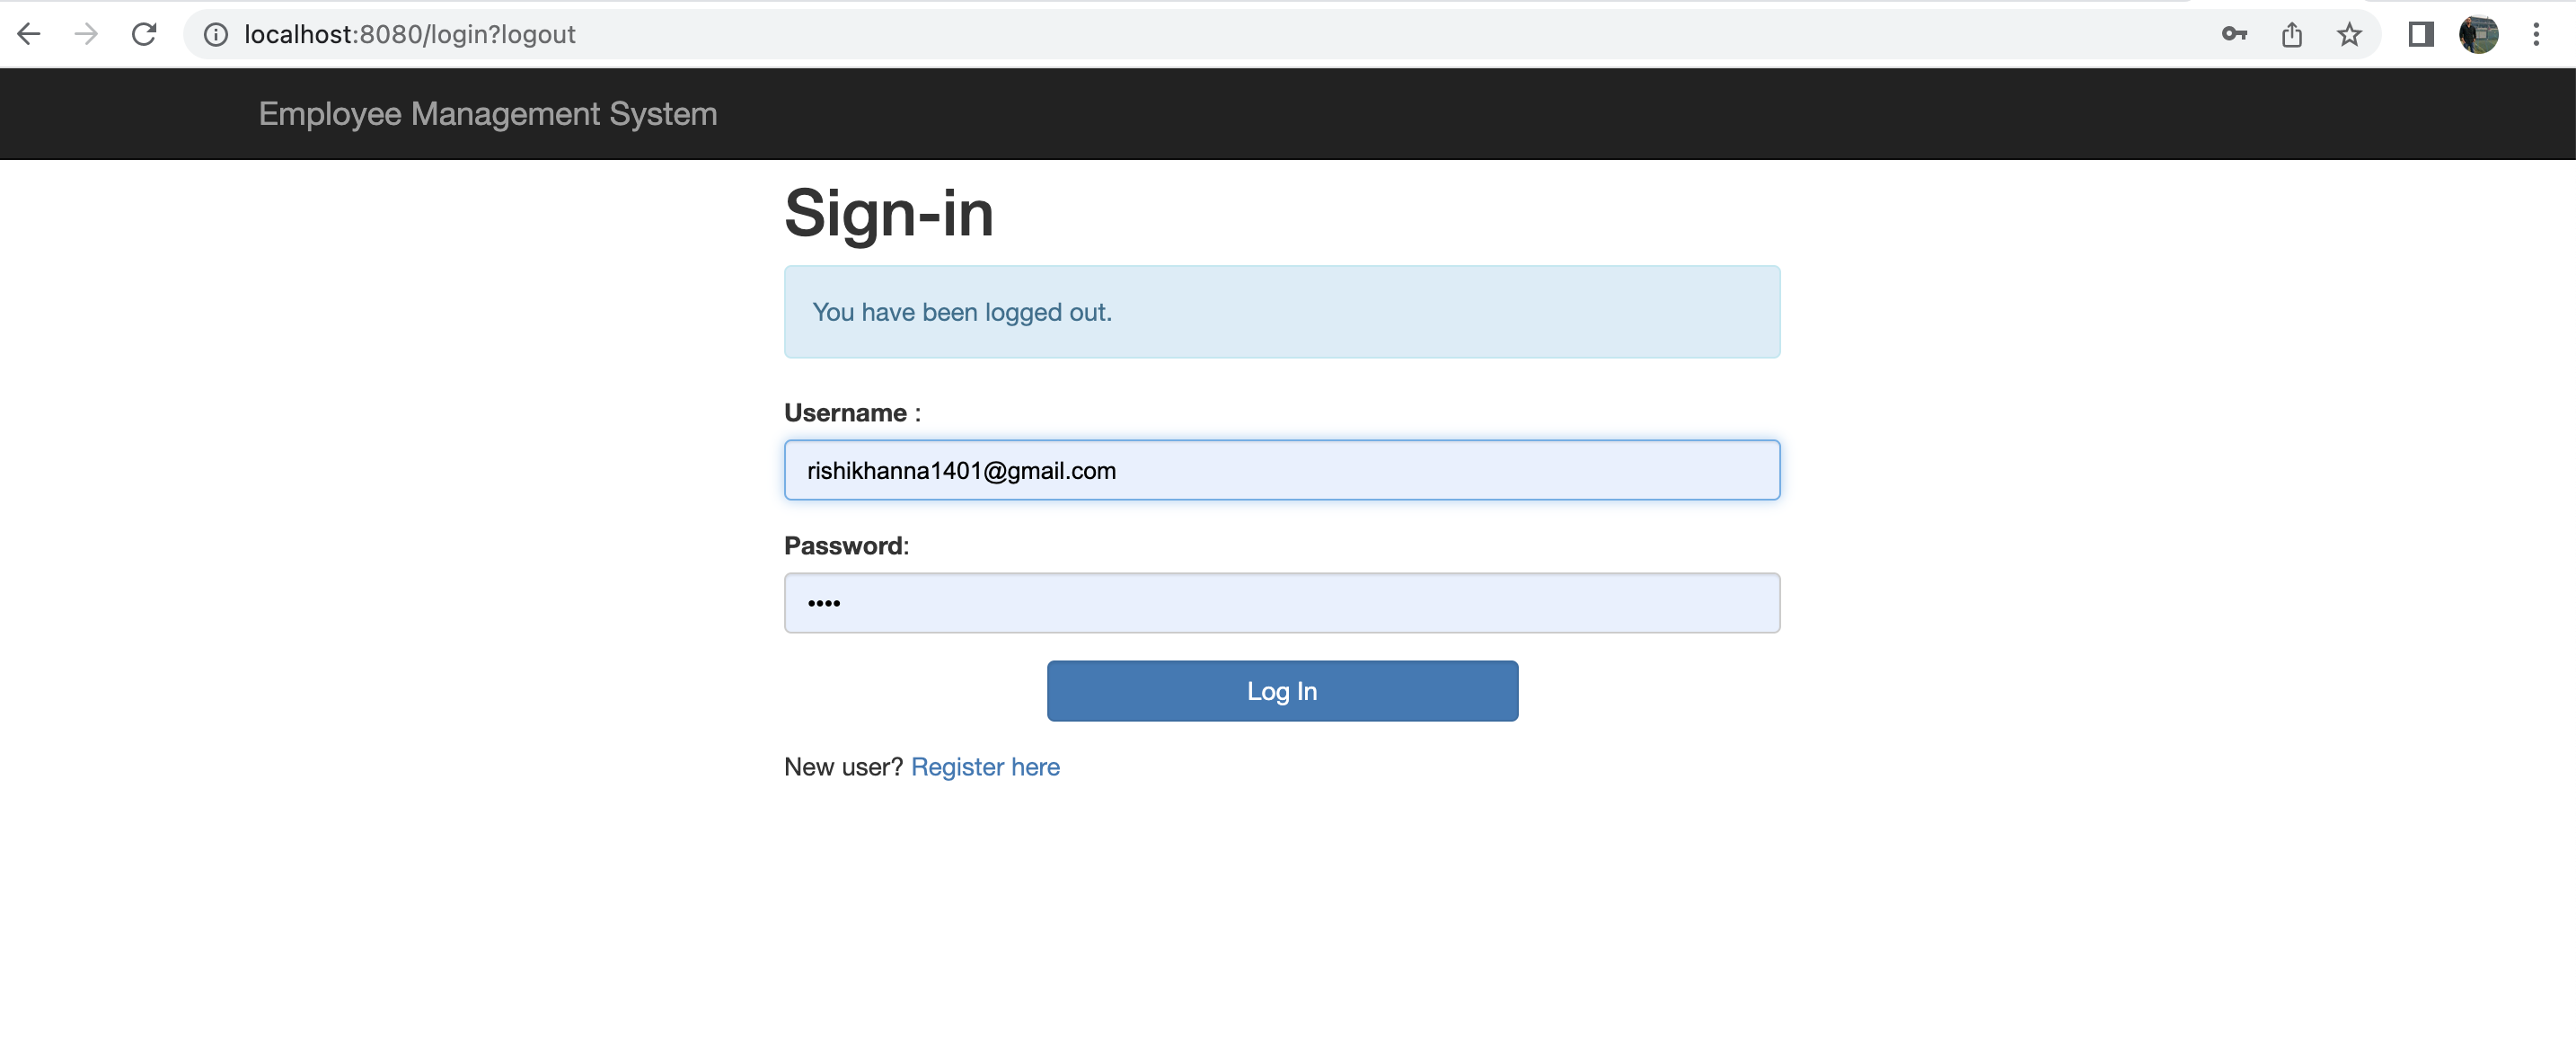 localhost:8080/login?logout
Employee Management System
Sign-in
You have been logged out.
Username :
rishikhanna1401@gmail.com
Password:
••••
Log In
New user? Register here